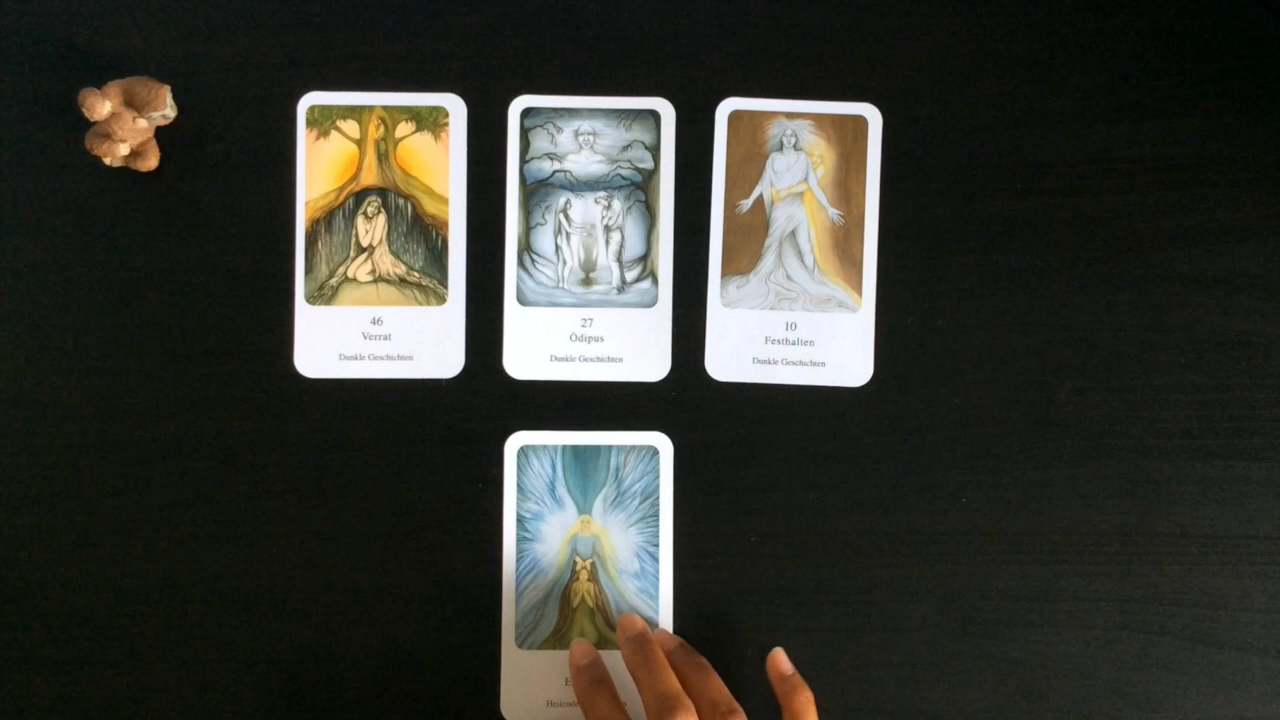 46
Verrat
Dunkle Geschichten
27
Ödipus
Dunkle Geschichten
10
Festhalten
Dunkle Geschichten